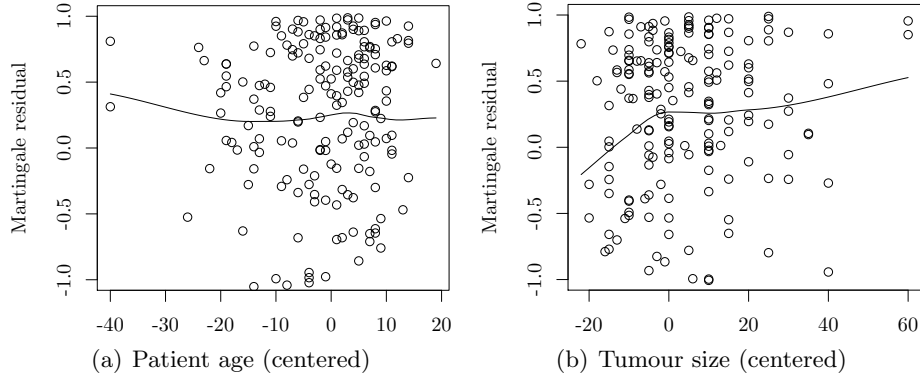 Martingale residual
1.0
0.5
0.0
-0.5
-1.0
-40 -30 -20 -10 0 10 20
(a) Patient age (centered)
Martingale residual
1.0
0.5
0.0
-0.5
-1.0
-20 0 20 40 60
(b) Tumour size (centered)